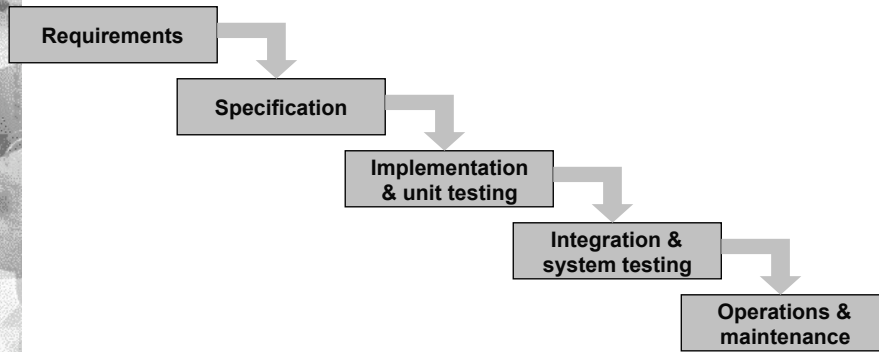 Requirements
Specification
Implementation
& unit testing
Integration &
system testing
Operations &
maintenance